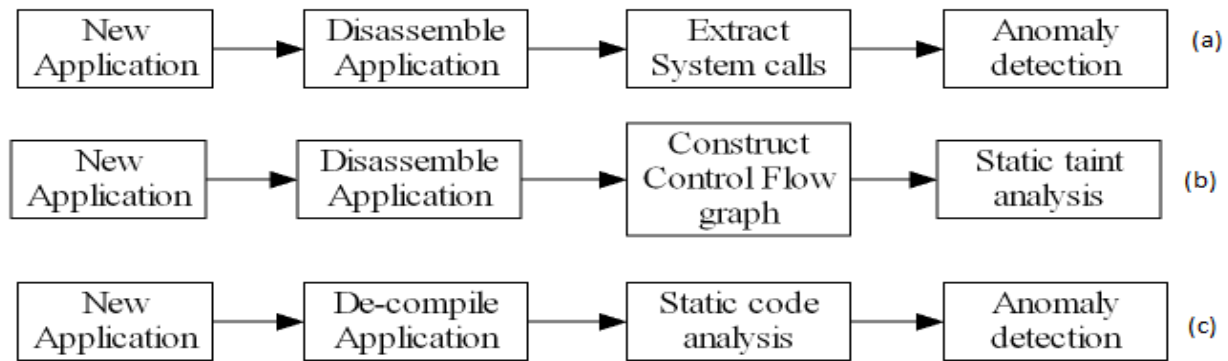 New
Application
Disassemble
Application
Extract
System calls
Anomaly
detection
(a)
New
Application
Disassemble
Application
Construct
Control Flow
graph
Static taint
analysis
(b)
New
Application
De-compile
Application
Static code
analysis
Anomaly
detection
(c)